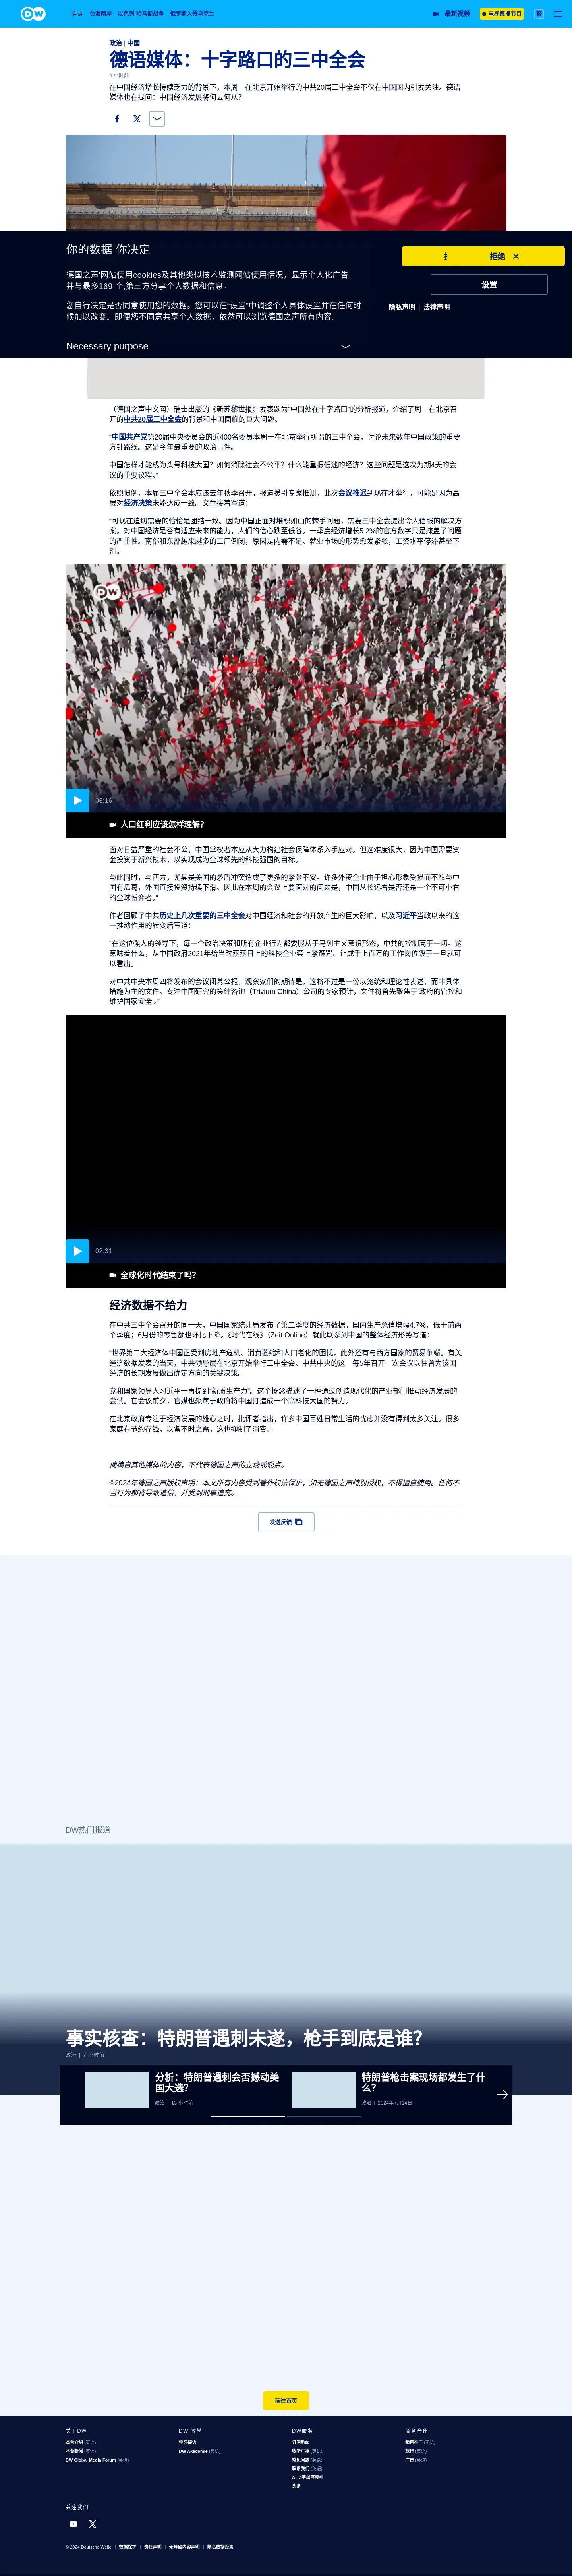 DW
焦点
台海两岸
以色列-哈马斯战争
俄罗斯入侵乌克兰
最新视频
电视直播节目
繁
政治 | 中国
德语媒体：十字路口的三中全会
4 小时前
在中国经济增长持续乏力的背景下，本周一在北京开始举行的中共20届三中全会不仅在中国国内引发关注。德语
媒体也在提问：中国经济发展将何去何从？
你的数据 你决定
德国之声'网站使用cookies及其他类似技术监测网站使用情况，显示个人化广告
并与最多169 个;第三方分享个人数据和信息。
您自行决定是否同意使用您的数据。您可以在“设置”中调整个人具体设置并在任何时
候加以改变。即便您不同意共享个人数据，依然可以浏览德国之声所有内容。
Necessary purpose
拒绝
设置
隐私声明 | 法律声明
（德国之声中文网）瑞士出版的《新苏黎世报》发表题为“中国处在十字路口”的分析报道，介绍了周一在北京召
开的中共20届三中全会的背景和中国面临的巨大问题。
“中国共产党第20届中央委员会的近400名委员本周一在北京举行所谓的三中全会，讨论未来数年中国政策的重要
方针路线。这是今年最重要的政治事件。
中国怎样才能成为头号科技大国？如何消除社会不公平？什么能重振低迷的经济？这些问题是这次为期4天的会
议的重要议程。”
依照惯例，本届三中全会本应该去年秋季召开。报道援引专家推测，此次会议推迟到现在才举行，可能是因为高
层对经济决策未能达成一致。文章接着写道：
“可现在迫切需要的恰恰是团结一致。因为中国正面对堆积如山的棘手问题，需要三中全会提出令人信服的解决方
案。对中国经济是否有适应未来的能力，人们的信心跌至低谷。一季度经济增长5.2%的官方数字只是掩盖了问题
的严重性。南部和东部越来越多的工厂倒闭，原因是内需不足。就业市场的形势愈发紧张，工资水平停滞甚至下
滑。
DW
05:16
人口红利应该怎样理解？
面对日益严重的社会不公，中国掌权者本应从大力构建社会保障体系入手应对。但这难度很大，因为中国需要资
金投资于新兴技术，以实现成为全球领先的科技强国的目标。
与此同时，与西方，尤其是美国的矛盾冲突造成了更多的紧张不安。许多外资企业由于担心形象受损而不愿与中
国有瓜葛，外国直接投资持续下滑。因此在本周的会议上要面对的问题是，中国从长远看是否还是一个不可小看
的全球博弈者。”
作者回顾了中共历史上几次重要的三中全会对中国经济和社会的开放产生的巨大影响，以及习近平当政以来的这
一推动作用的转变后写道：
“在这位强人的领导下，每一个政治决策和所有企业行为都要服从于马列主义意识形态，中共的控制高于一切。这
意味着什么，从中国政府2021年给当时蒸蒸日上的科技企业套上紧箍咒、让成千上百万的工作岗位毁于一旦就可
以看出。
对中共中央本周四将发布的会议闭幕公报，观察家们的期待是，这将不过是一份以笼统和理论性表述、而非具体
措施为主的文件。专注中国研究的策纬咨询（Trivium China）公司的专家预计，文件将首先聚焦于‘政府的管控和
维护国家安全’。”
02:31
全球化时代结束了吗？
经济数据不给力
在中共三中全会召开的同一天，中国国家统计局发布了第二季度的经济数据。国内生产总值增幅4.7%，低于前两
个季度；6月份的零售额也环比下降。《时代在线》（Zeit Online）就此联系到中国的整体经济形势写道：
“世界第二大经济体中国正受到房地产危机、消费萎缩和人口老化的困扰，此外还有与西方国家的贸易争端。有关
经济数据发表的当天，中共领导层在北京开始举行三中全会。中共中央的这一每5年召开一次会议以往曾为该国
经济的长期发展做出确定方向的关键决策。
党和国家领导人习近平一再提到“新质生产力”。这个概念描述了一种通过创造现代化的产业部门推动经济发展的
尝试。在会议前夕，官媒也聚焦于政府将中国打造成一个高科技大国的努力。
在北京政府专注于经济发展的雄心之时，批评者指出，许多中国百姓日常生活的忧虑并没有得到太多关注。很多
家庭在节约存钱，以备不时之需，这也抑制了消费。”
摘编自其他媒体的内容，不代表德国之声的立场或观点。
©2024年德国之声版权声明：本文所有内容受到著作权法保护，如无德国之声特别授权，不得擅自使用。任何不
当行为都将导致追偿，并受到刑事追究。
发送反馈
DW热门报道
事实核查：特朗普遇刺未遂，枪手到底是谁？
政治 | 7 小时前
分析：特朗普遇刺会否撼动美
国大选？
政治 | 13 小时前
特朗普枪击案现场都发生了什
么？
政治 | 2024年7月14日
前往首页
关于DW
本台介绍 (英语)
本台新闻 (英语)
DW Global Media Forum (英语)
DW 教学
学习德语
DW Akademie (英语)
DW服务
订阅新闻
收听广播 (英语)
常见问题 (英语)
联系我们 (英语)
A - Z字母序索引
头条
商务合作
销售推广 (英语)
旅行 (英语)
广告 (英语)
关注我们
© 2024 Deutsche Welle | 数据保护 | 责任声明 | 无障碍内容声明 | 隐私数据设置